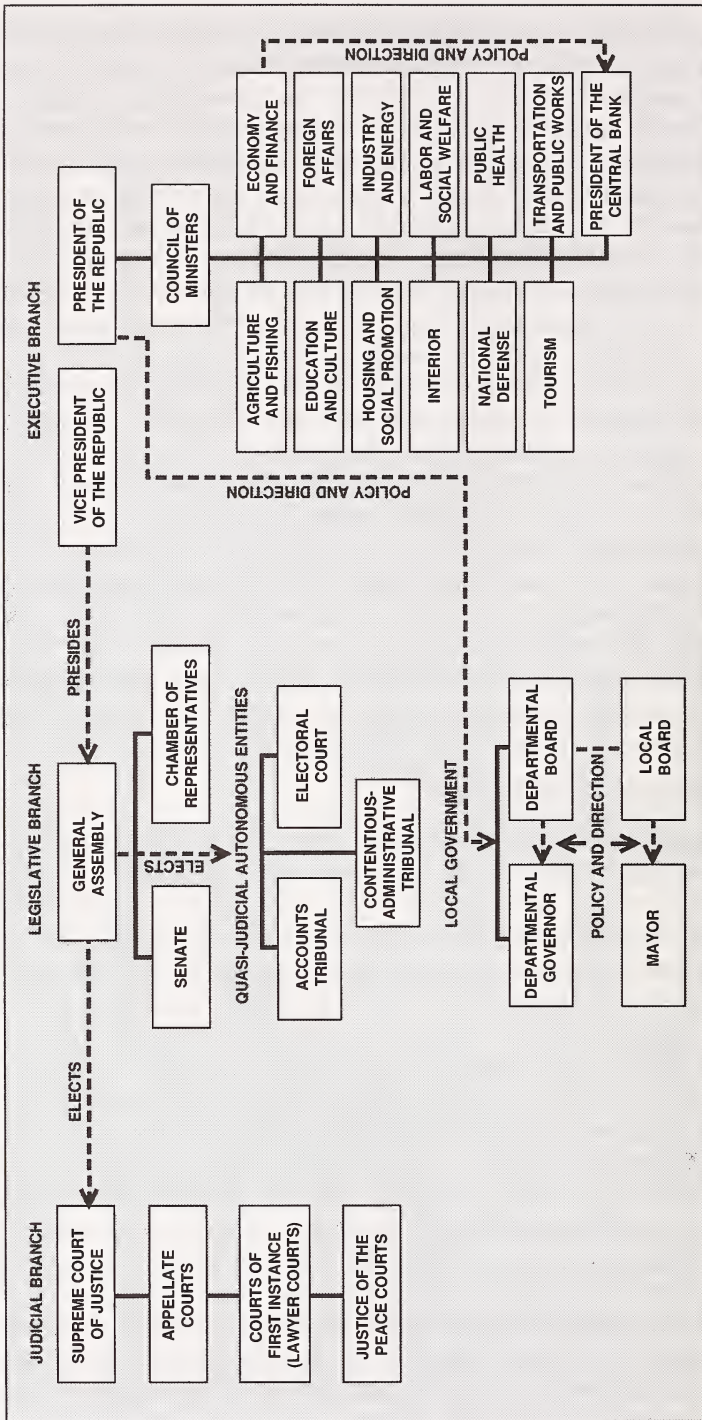 JUDICIAL BRANCH
SUPREME COURT
OF JUSTICE
APPELLATE
COURTS
COURTS OF
FIRST INSTANCE
(LAWYER COURTS)
JUSTICE OF THE
PEACE COURTS
ELECTS
LEGISLATIVE BRANCH
GENERAL
ASSEMBLY
SENATE
CHAMBER OF
REPRESENTATIVES
ELECTS
QUASI-JUDICIAL AUTONOMOUS ENTITIES
ACCOUNTS
TRIBUNAL
ELECTORAL
COURT
CONTENTIOUS-
ADMINISTRATIVE
TRIBUNAL
LOCAL GOVERNMENT
DEPARTMENTAL
GOVERNOR
DEPARTMENTAL
BOARD
POLICY AND DIRECTION
MAYOR
LOCAL
BOARD
PRESIDES
EXECUTIVE BRANCH
VICE PRESIDENT
OF THE REPUBLIC
PRESIDENT OF
THE REPUBLIC
COUNCIL OF
MINISTERS
POLICY AND DIRECTION
AGRICULTURE
AND FISHING
ECONOMY
AND FINANCE
EDUCATION
AND CULTURE
FOREIGN
AFFAIRS
HOUSING AND
SOCIAL PROMOTION
INDUSTRY
AND ENERGY
INTERIOR
LABOR AND
SOCIAL WELFARE
NATIONAL
DEFENSE
PUBLIC
HEALTH
TOURISM
TRANSPORTATION
AND PUBLIC WORKS
PRESIDENT OF THE
CENTRAL BANK
POLICY AND DIRECTION